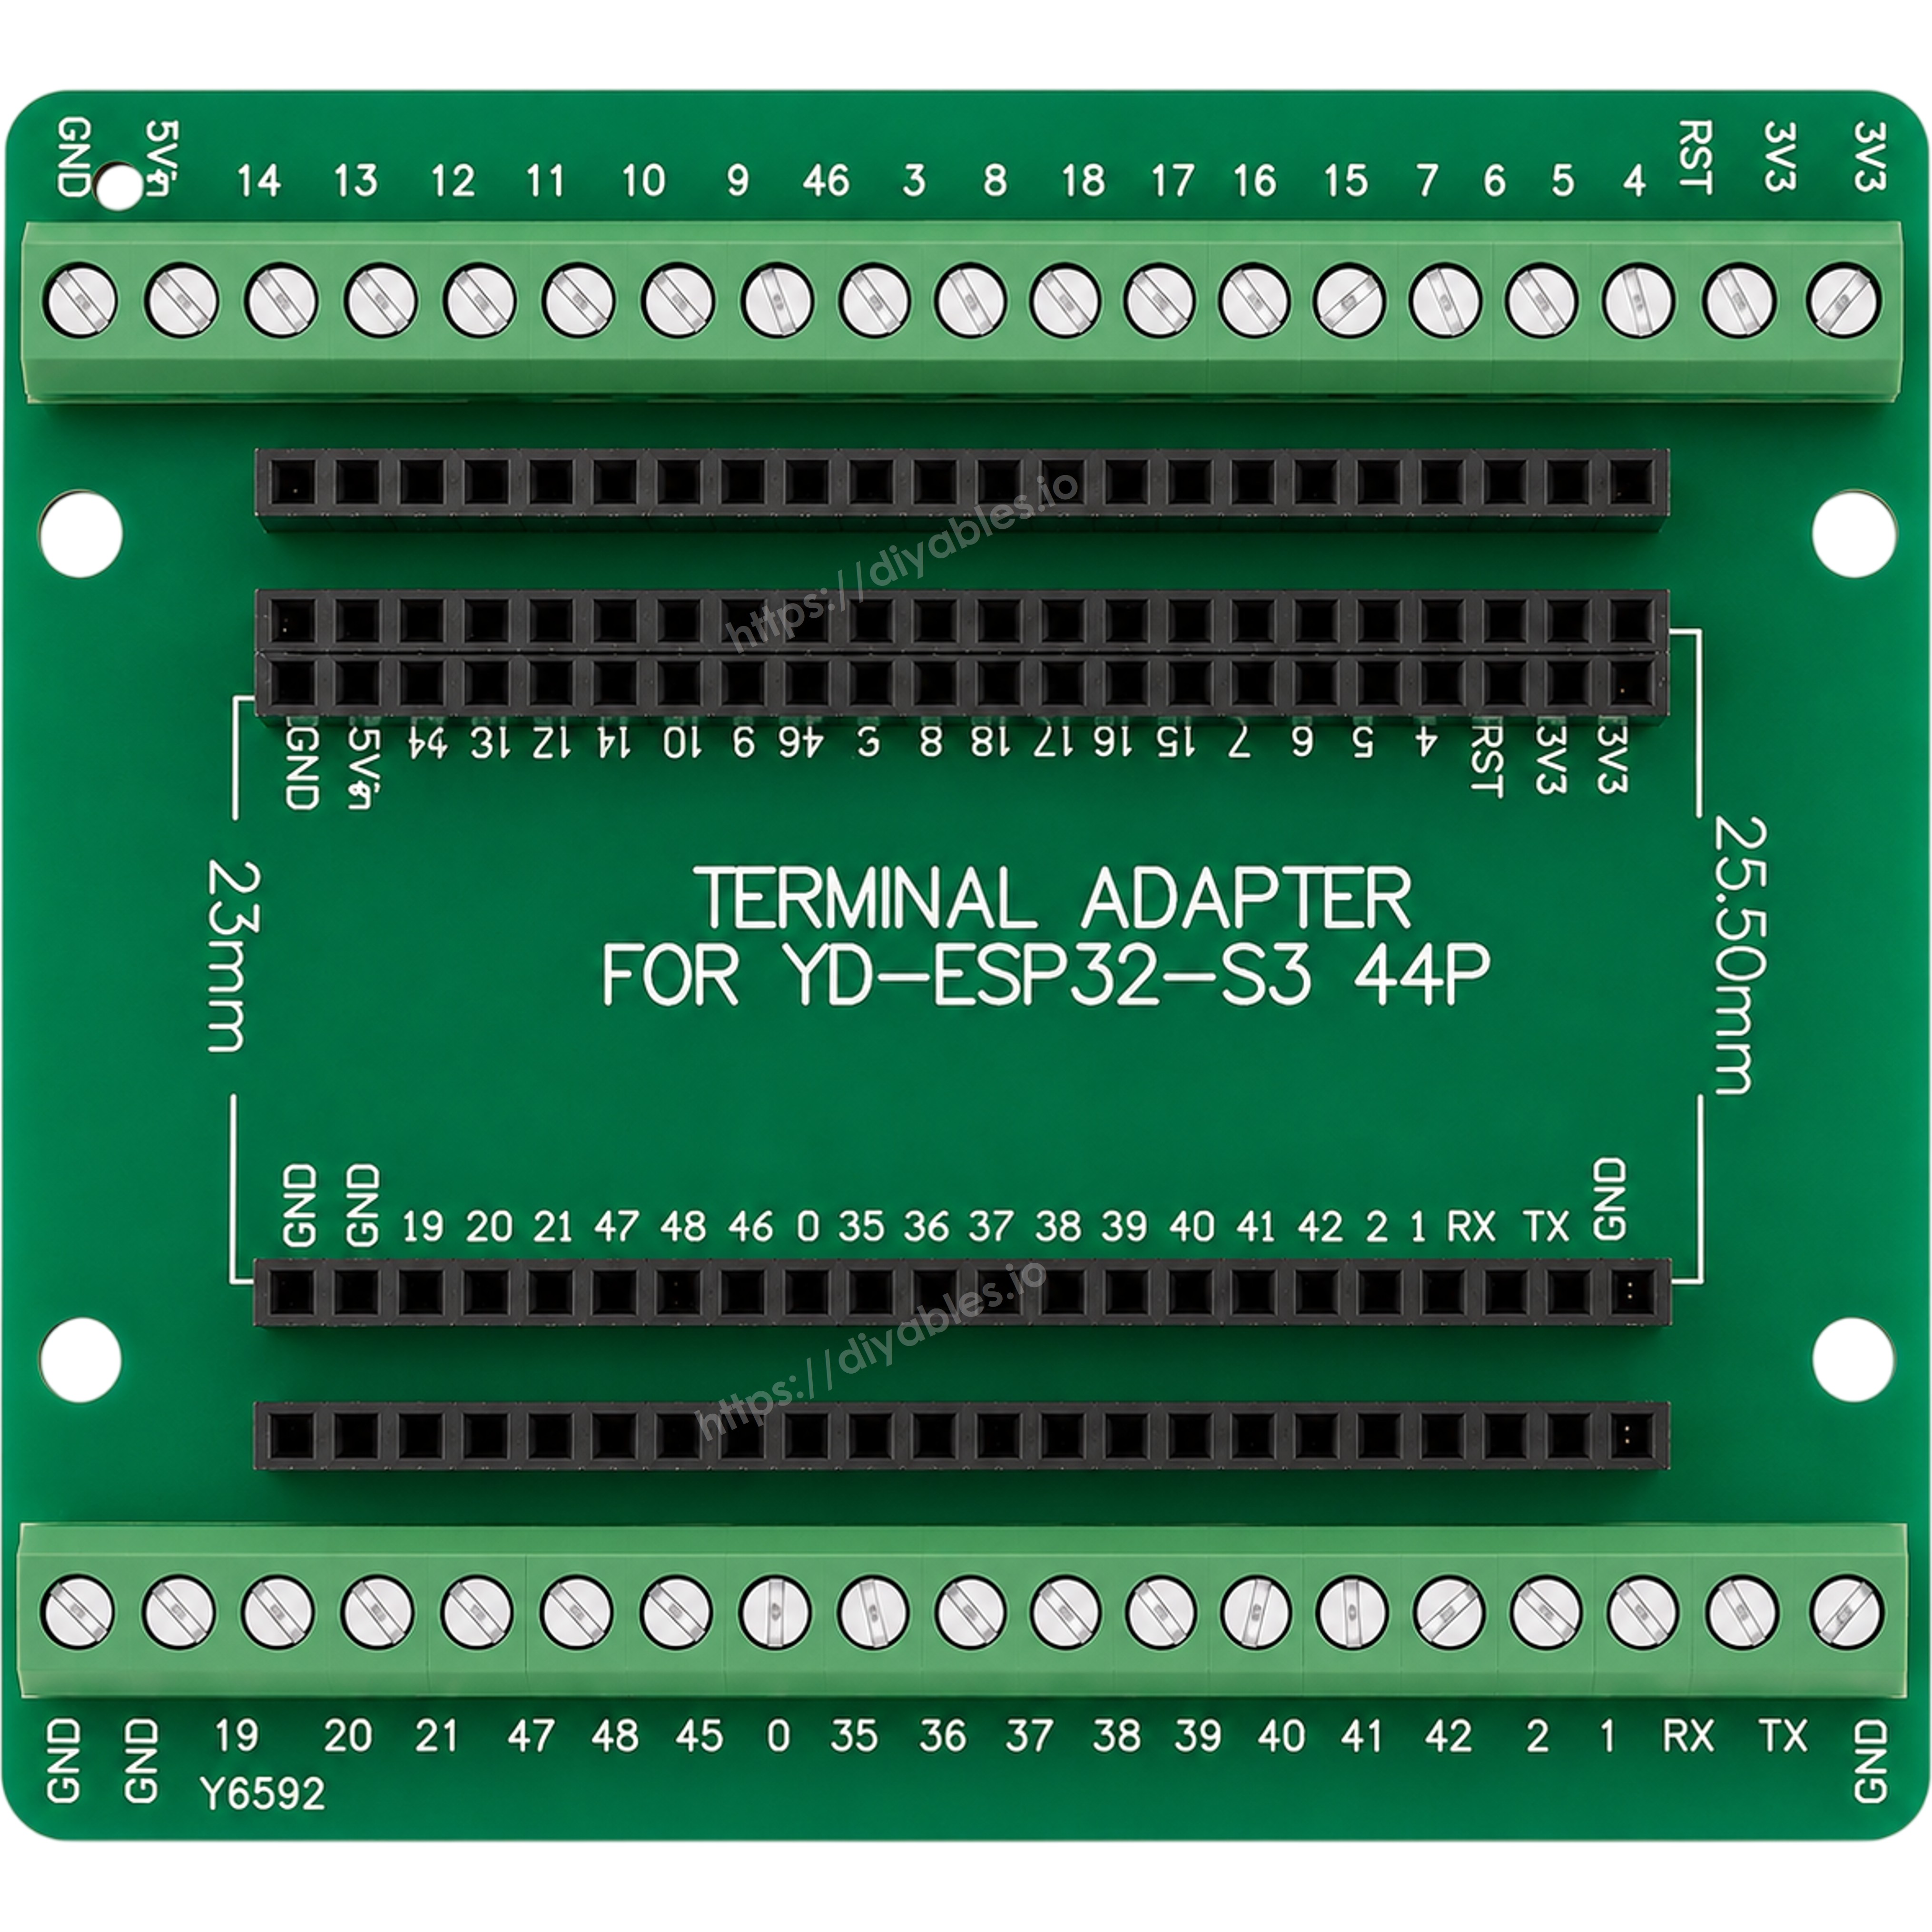 GND 5V 14 13 12 11 10 9 46 3 8 18 17 16 15 7 6 5 4 RST 3V3 3V3
https://diyables.io
GND 5V 14 13 12 11 10 9 46 3 8 18 17 16 15 7 6 5 4 RST 3V3 3V3
23mm
25.50mm
TERMINAL ADAPTER
FOR YD-ESP32-S3 44P
GND GND 19 20 21 47 48 46 0 35 36 37 38 39 40 41 42 2 1 RX TX GND
https://diyables.io
GND GND 19 20 21 47 48 45 0 35 36 37 38 39 40 41 42 2 1 RX TX GND
Y6592